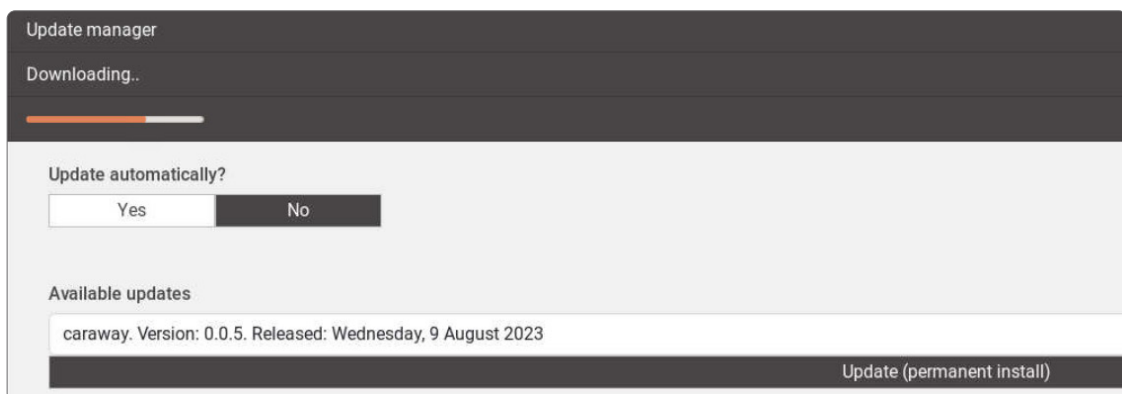 Update manager
Downloading..
Update automatically?
Yes No
Available updates
caraway. Version: 0.0.5. Released: Wednesday, 9 August 2023
Update (permanent install)